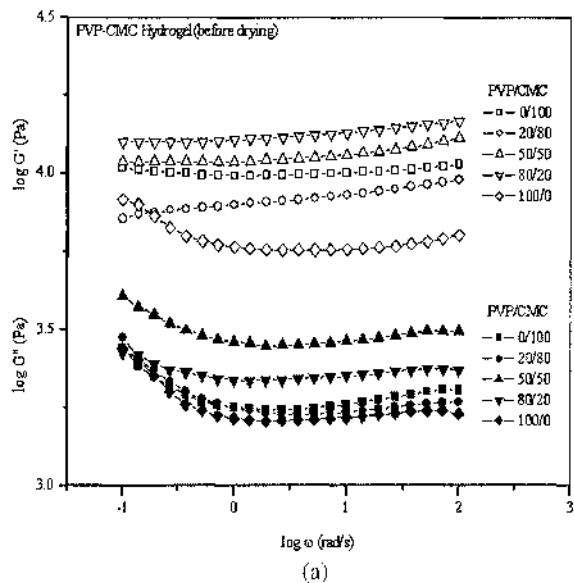 4.5
PVP-CMC Hydrogel (before drying)
PVP/CMC
0/100
20/80
50/50
80/20
100/0
log G' (Pa)
4.0
3.5
log G" (Pa)
PVP/CMC
0/100
20/80
50/50
80/20
100/0
3.0
-1 0 1 2
log ω (rad/s)
(a)